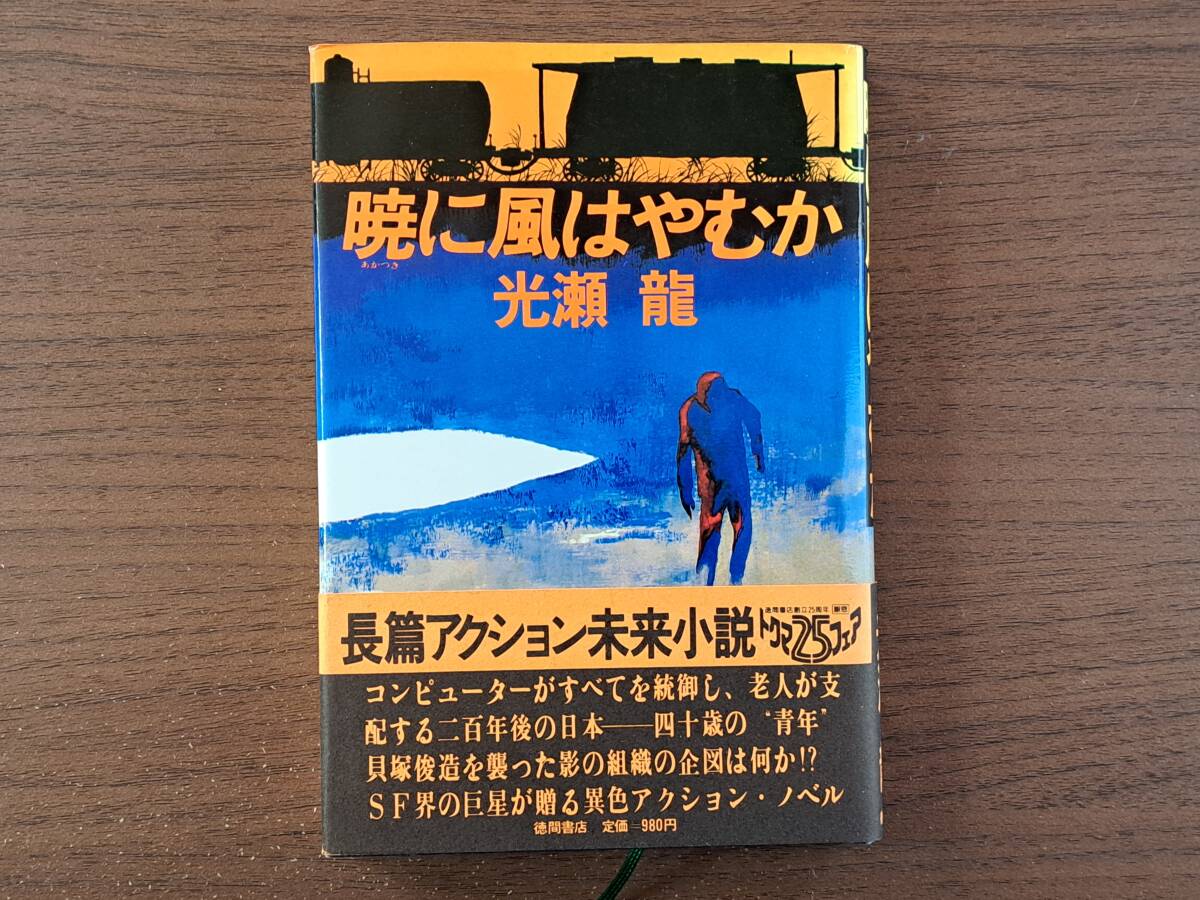 暁に風はやむか
あかつき
光瀬 龍
長篇アクション未来小説
徳間書店創立25周年
トクマ25フェア
コンピューターがすべてを統御し、老人が支
配する二百年後の日本——四十歳の“青年”
貝塚俊造を襲った影の組織の企図は何か!?
SF界の巨星が贈る異色アクション・ノベル
徳間書店 定価=980円